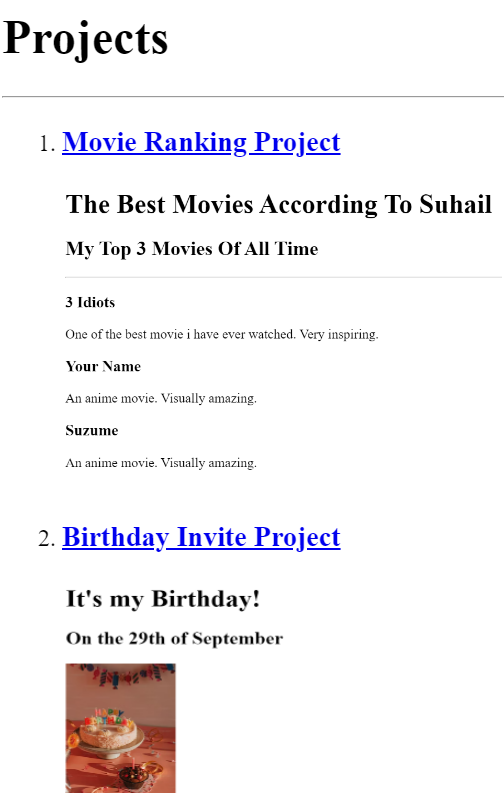 Projects
1. Movie Ranking Project
The Best Movies According To Suhail
My Top 3 Movies Of All Time
3 Idiots
One of the best movie i have ever watched. Very inspiring.
Your Name
An anime movie. Visually amazing.
Suzume
An anime movie. Visually amazing.
2. Birthday Invite Project
It's my Birthday!
On the 29th of September
HAPPY
BIRTHDAY